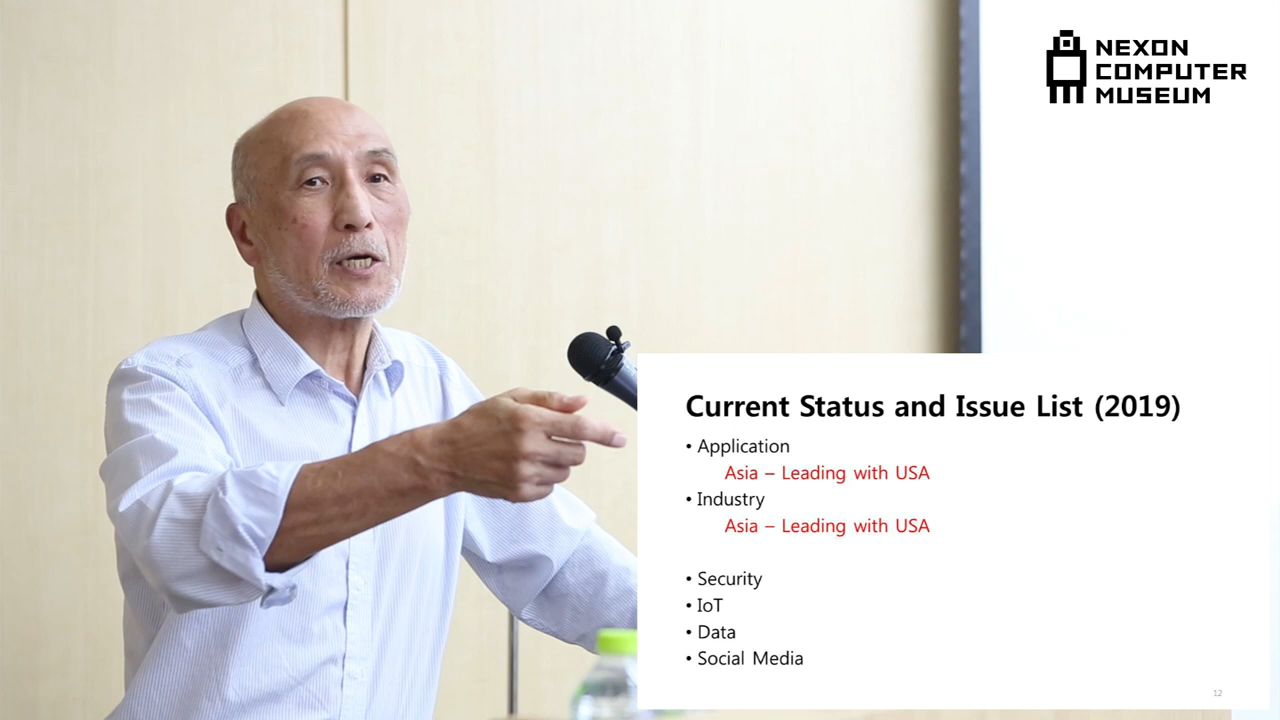 NEXON
COMPUTER
MUSEUM
Current Status and Issue List (2019)
• Application
Asia – Leading with USA
• Industry
Asia – Leading with USA
• Security
• IoT
• Data
• Social Media
12